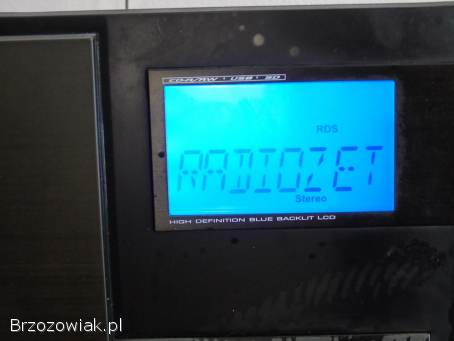 CD-R/RW • USB • SD
RDS
RADIOZET
Stereo
HIGH DEFINITION BLUE BACKLIT LCD
Brzozowiak.pl